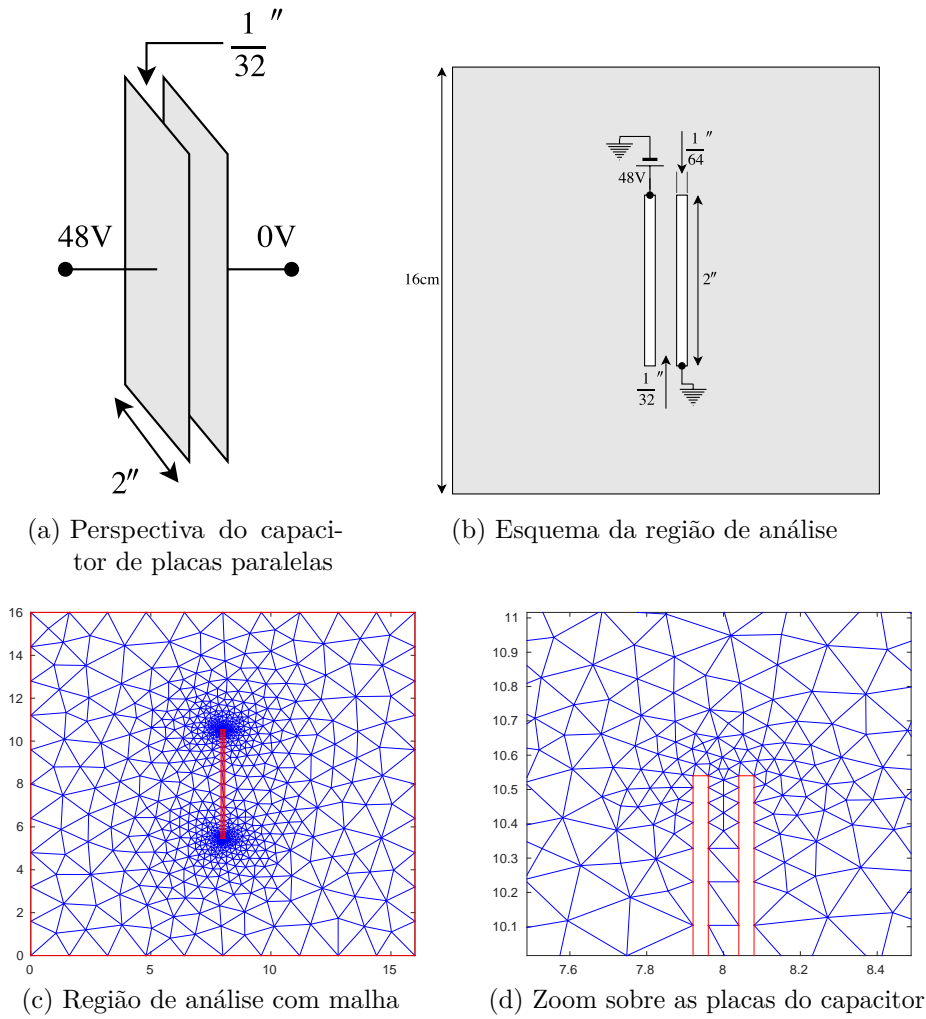 1 ″
32
48V
0V
2″
(a) Perspectiva do capaci-
tor de placas paralelas
16cm
48V
1 ″
64
2″
1 ″
32
(b) Esquema da região de análise
16
14
12
10
8
6
4
2
0
0 5 10 15
(c) Região de análise com malha
11
10.9
10.8
10.7
10.6
10.5
10.4
10.3
10.2
10.1
7.6 7.8 8 8.2 8.4
(d) Zoom sobre as placas do capacitor